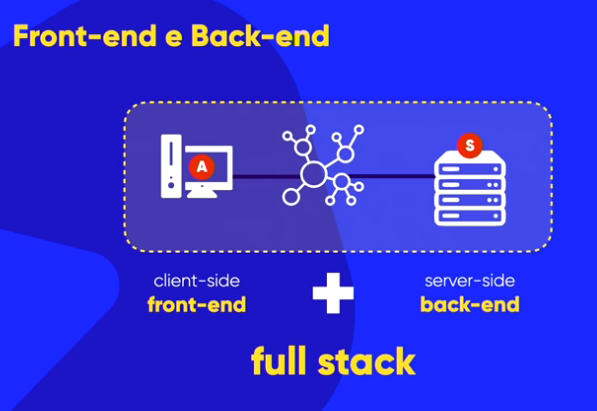 Front-end e Back-end
A
S
client-side
front-end
server-side
back-end
full stack